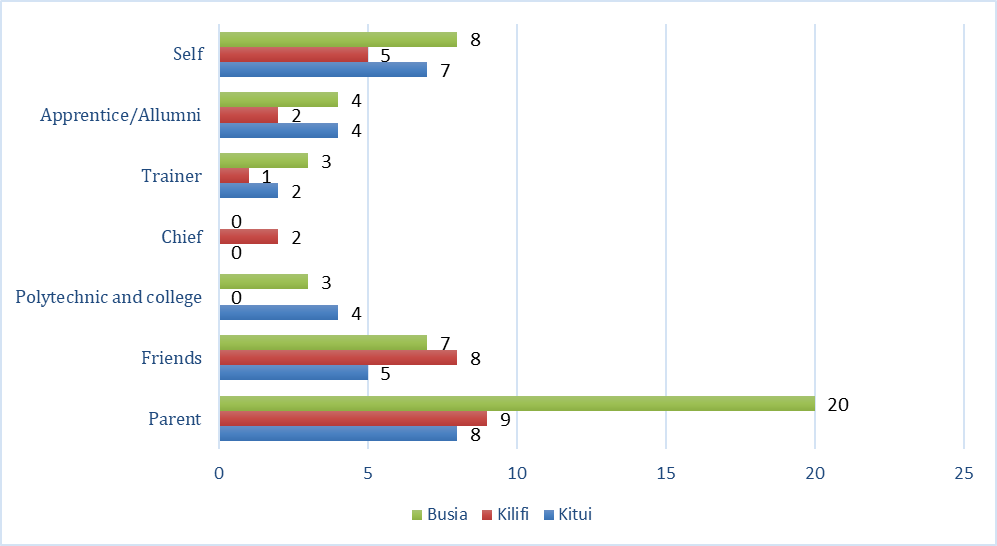 Self
8
5
7
Apprentice/Allumni
4
2
4
Trainer
3
1
2
Chief
0
2
0
Polytechnic and college
3
0
4
Friends
7
8
5
Parent
20
9
8
0 5 10 15 20 25
Busia Kilifi Kitui